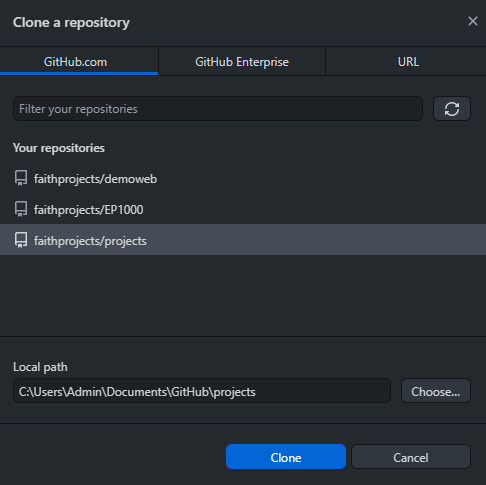 Clone a repository
GitHub.com GitHub Enterprise URL
Filter your repositories
Your repositories
faithprojects/demoweb
faithprojects/EP1000
faithprojects/projects
Local path
C:\Users\Admin\Documents\GitHub\projects Choose...
Clone Cancel